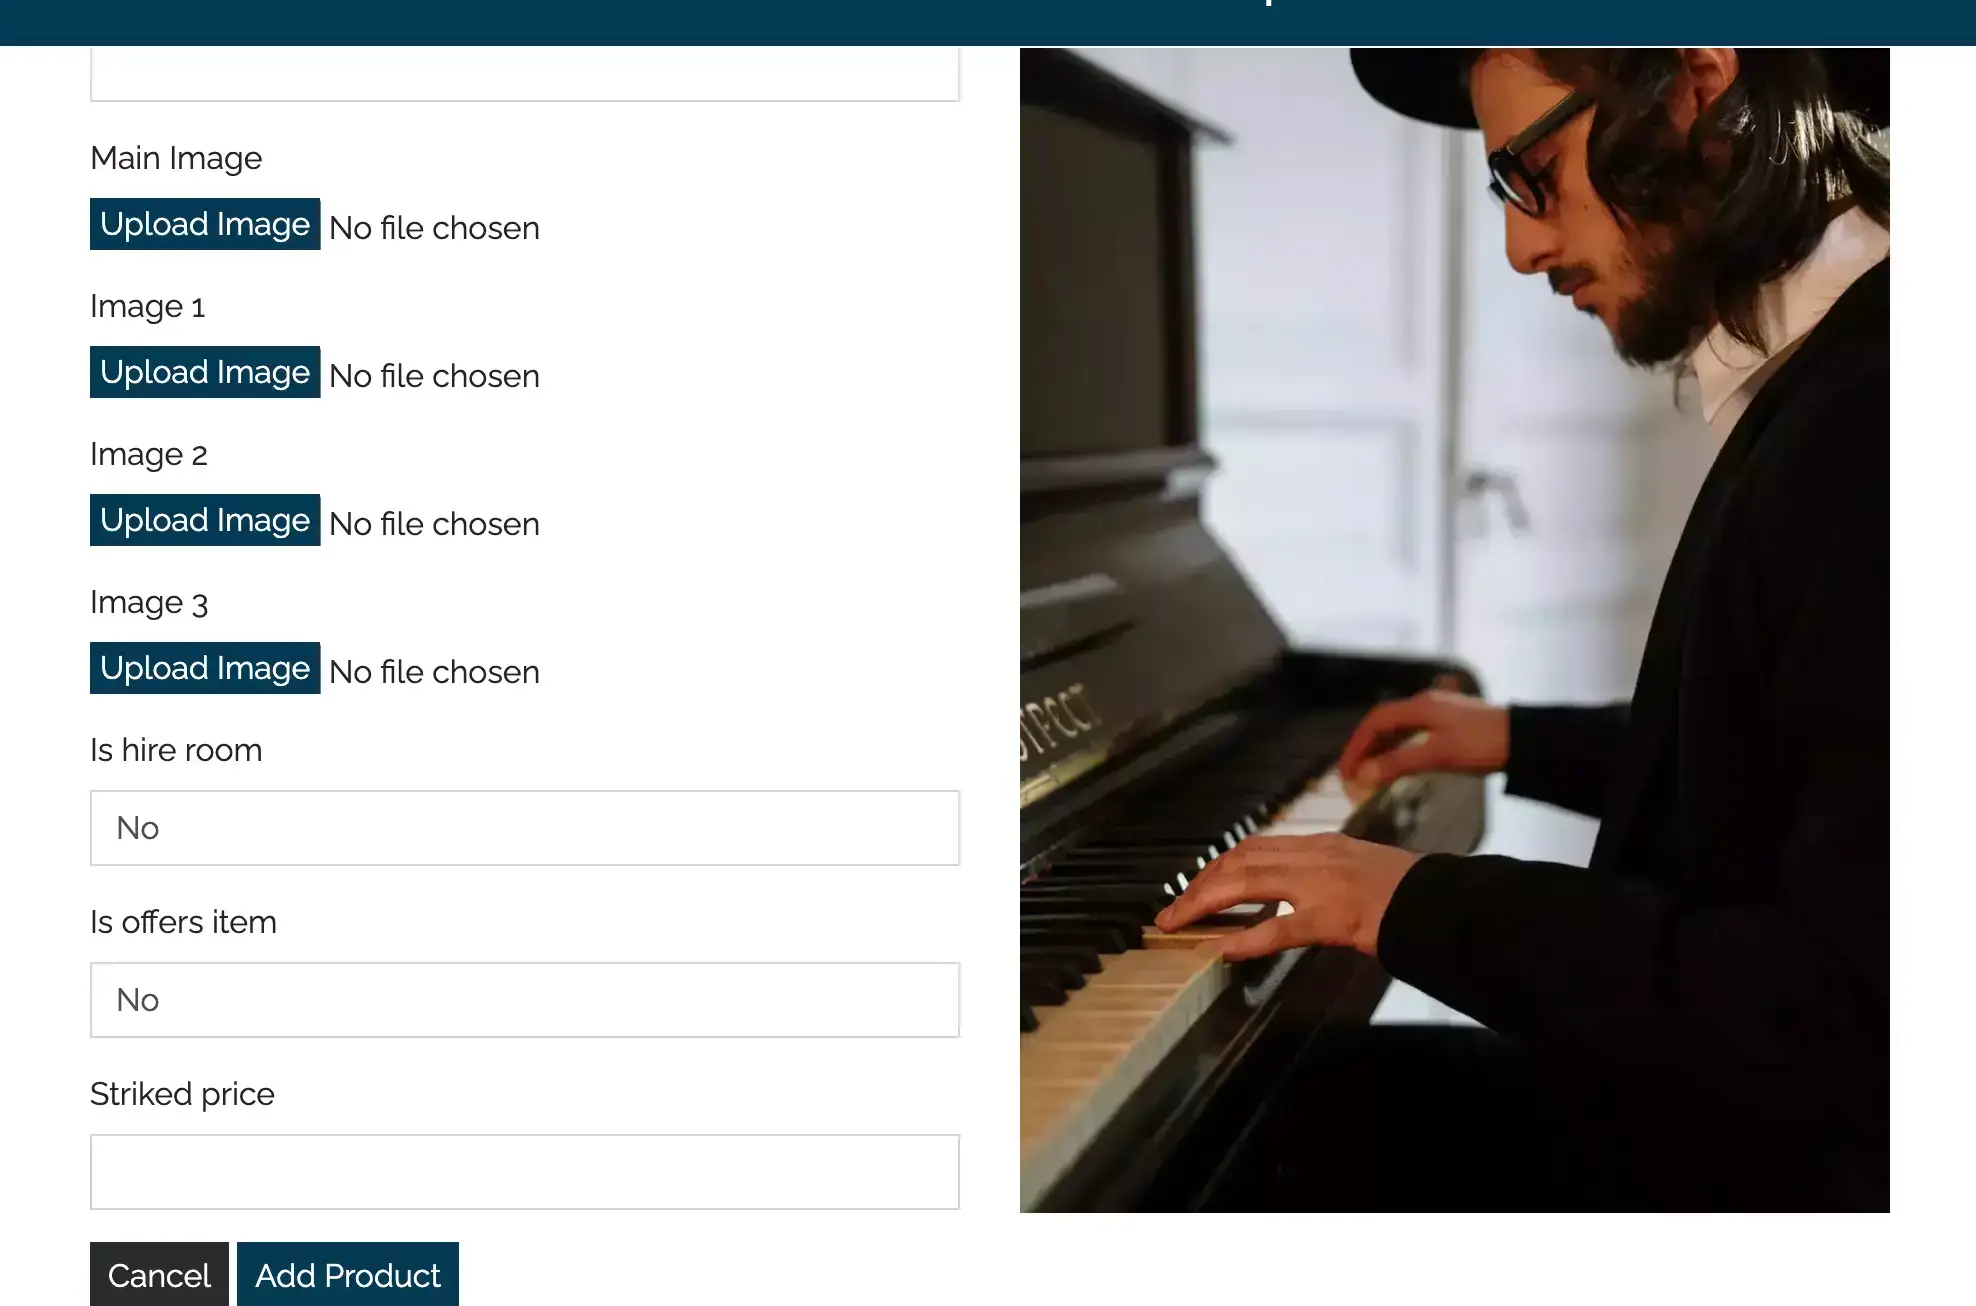 Main Image
Upload Image No file chosen
Image 1
Upload Image No file chosen
Image 2
Upload Image No file chosen
Image 3
Upload Image No file chosen
Is hire room
No
Is offers item
No
Striked price
Cancel Add Product